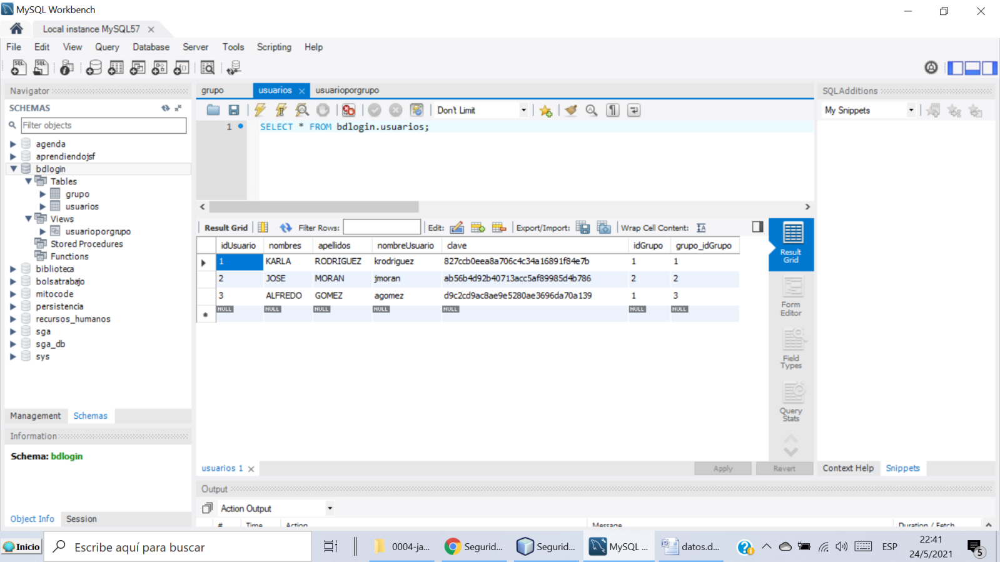 MySQL Workbench
Local instance MySQL57
File Edit View Query Database Server Tools Scripting Help
Navigator
SCHEMAS
Filter objects
agenda
aprendiendojsf
bdlogin
Tables
grupo
usuarios
Views
usuarioporgrupo
Stored Procedures
Functions
biblioteca
bolsatrabajo
mitocode
persistencia
recursos_humanos
sga
sga_db
sys
Management Schemas
Information
Schema: bdlogin
Object Info Session
grupo usuarios usuarioporgrupo
Don't Limit
1 SELECT * FROM bdlogin.usuarios;
Result Grid Filter Rows: Edit: Export/Import: Wrap Cell Content:
idUsuario nombres apellidos nombreUsuario clave idGrupo grupo_idGrupo
1 KARLA RODRIGUEZ krodriguez 827ccb0eea8a706c4c34a16891f84e7b 1 1
2 JOSE MORAN jmoran ab56b4d92b40713acc5af89985d4b786 2 2
3 ALFREDO GOMEZ agomez d9c2cd9ac8ae9e5280ae3696da70a139 1 3
NULL NULL NULL NULL NULL NULL NULL
Result
Grid
Form
Editor
Field
Types
Query
Stats
usuarios 1
Apply Revert
SQLAdditions
My Snippets
Context Help Snippets
Output
Action Output
# Time Action Message Duration / Fetch
Inicio
Escribe aquí para buscar
0004-ja...
Segurid...
Segurid...
MySQL ...
datos.d...
ESP
22:41
24/5/2021
5